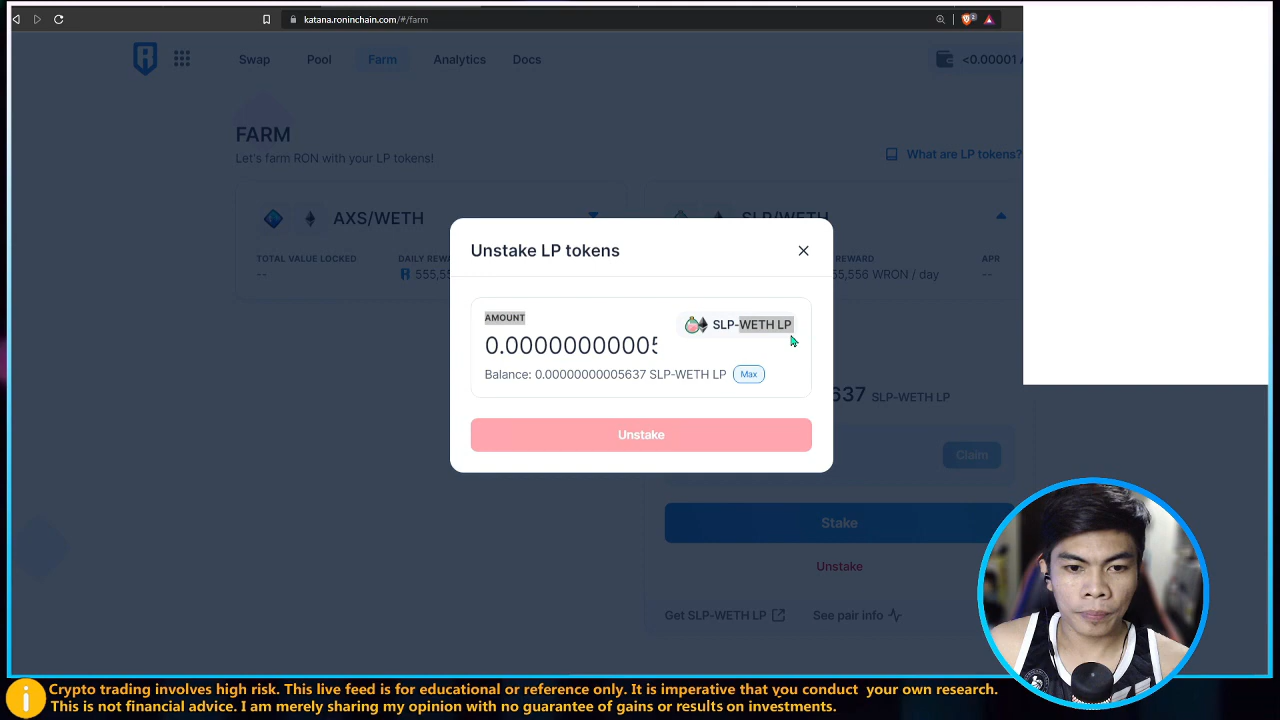 katana.roninchain.com/#/farm
2
Swap Pool Farm Analytics Docs
<0.00001
FARM
Let's farm RON with your LP tokens!
What are LP tokens?
AXS/WETH
SLP/WETH
TOTAL VALUE LOCKED
--
DAILY
555,5
REWARD
WRON / day
APR
--
Unstake LP tokens
AMOUNT
SLP-WETH LP
0.00000000005
Balance: 0.00000000005637 SLP-WETH LP
Max
Unstake
637 SLP-WETH LP
Claim
Stake
Unstake
Get SLP-WETH LP
See pair info
i
Crypto trading involves high risk. This live feed is for educational or reference only. It is imperative that you conduct your own research.
This is not financial advice. I am merely sharing my opinion with no guarantee of gains or results on investments.